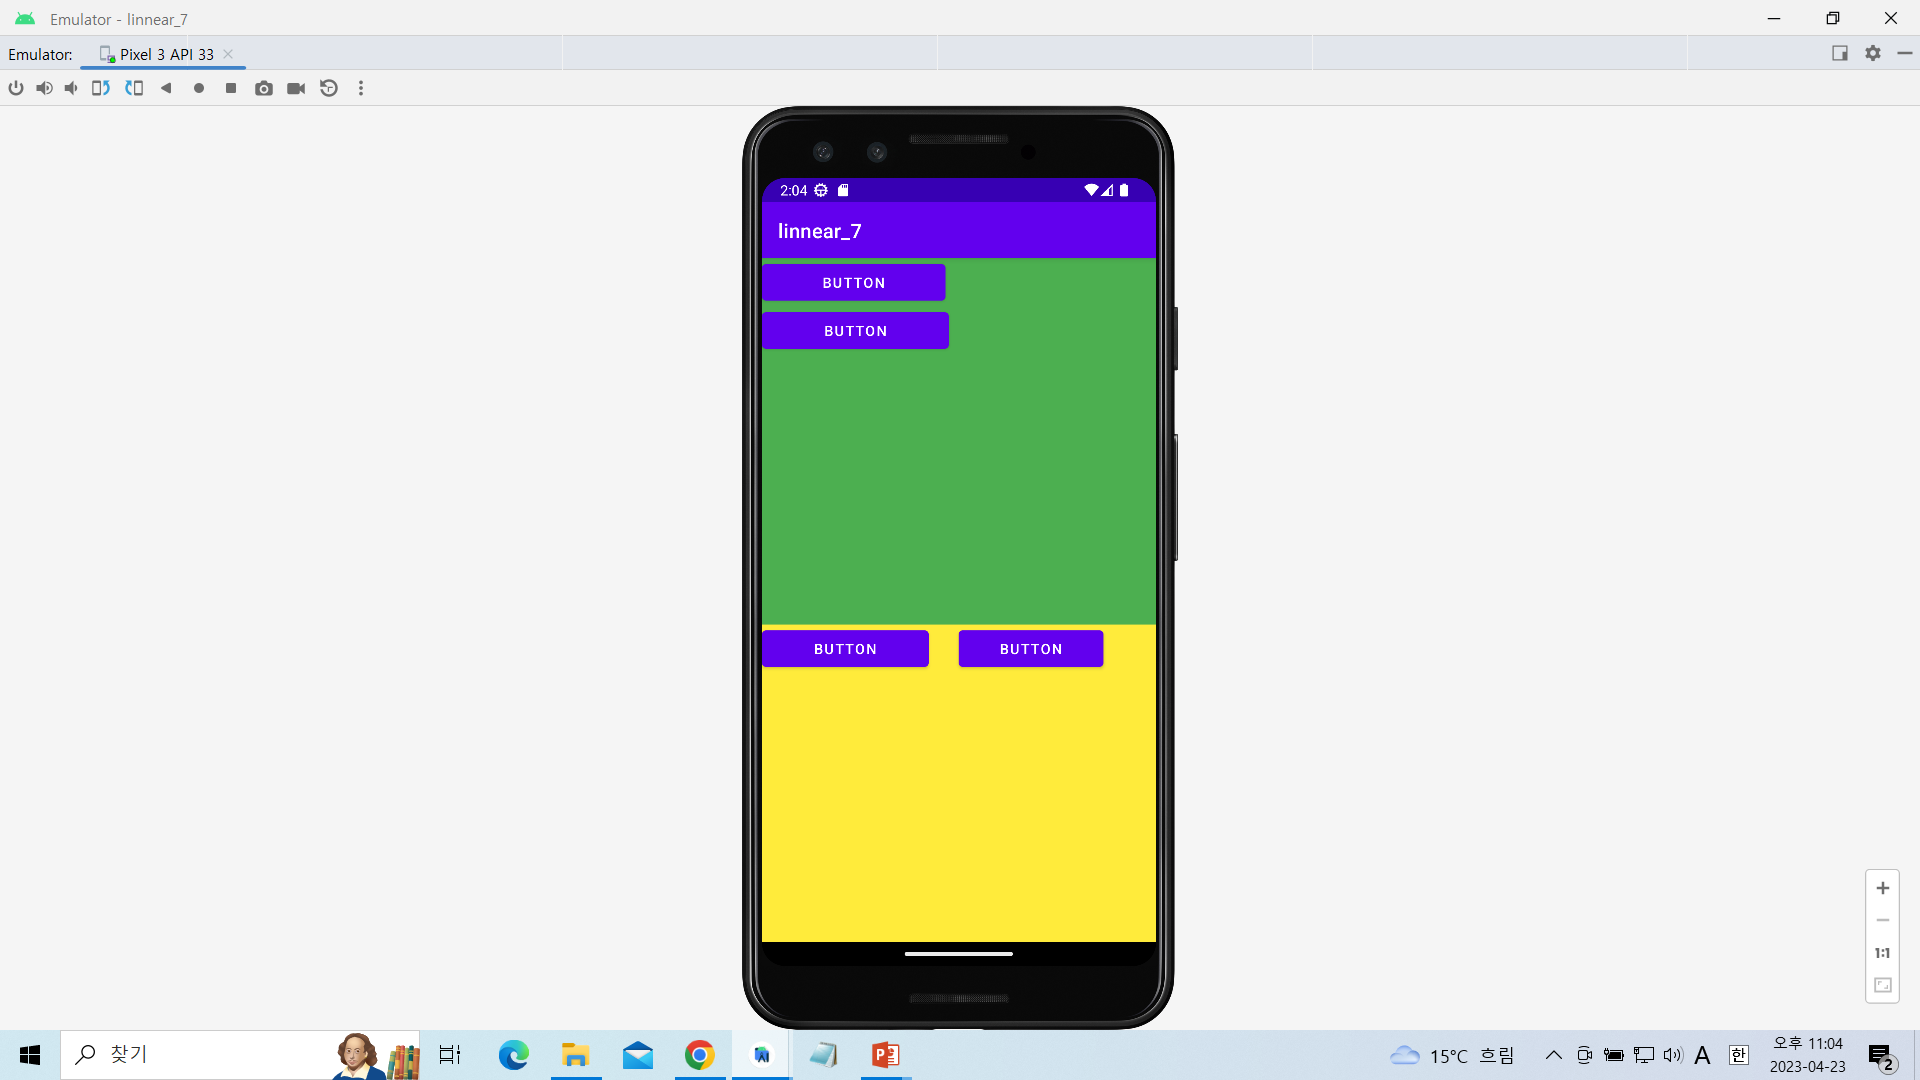 Emulator - linnear_7
Emulator: Pixel 3 API 33
2:04
linnear_7
BUTTON
BUTTON
BUTTON BUTTON
1:1
찾기
15°C 흐림
A 한
오후 11:04
2023-04-23
2